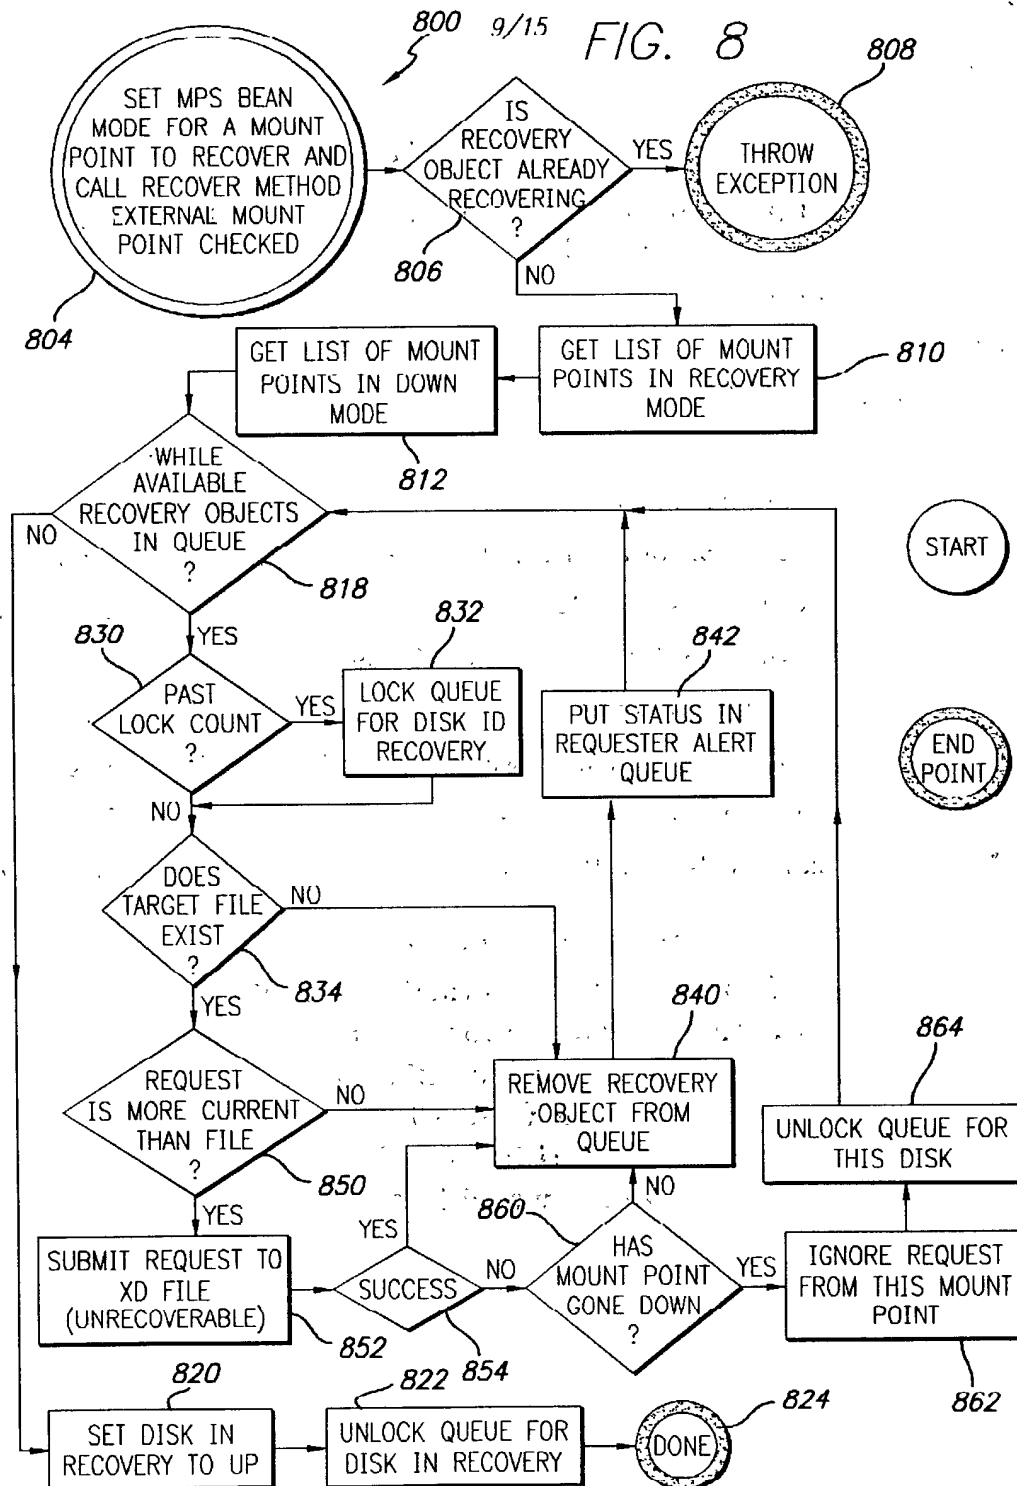 800 9/15 FIG. 8
808
SET MPS BEAN
MODE FOR A MOUNT
POINT TO RECOVER AND
CALL RECOVER METHOD
EXTERNAL MOUNT
POINT CHECKED
804
IS
RECOVERY
OBJECT ALREADY
RECOVERING
?
806
YES
NO
THROW
EXCEPTION
GET LIST OF MOUNT
POINTS IN RECOVERY
MODE
810
GET LIST OF MOUNT
POINTS IN DOWN
MODE
812
WHILE
AVAILABLE
RECOVERY OBJECTS
IN QUEUE
?
818
NO
YES
START
830
PAST
LOCK COUNT
?
YES
NO
832
LOCK QUEUE
FOR DISK ID
RECOVERY
842
PUT STATUS IN
REQUESTER ALERT
QUEUE
END
POINT
DOES
TARGET FILE
EXIST
?
834
NO
YES
REQUEST
IS MORE CURRENT
THAN FILE
?
850
NO
YES
840
REMOVE RECOVERY
OBJECT FROM
QUEUE
864
UNLOCK QUEUE FOR
THIS DISK
SUBMIT REQUEST TO
XD FILE
(UNRECOVERABLE)
852
YES
SUCCESS
854
NO
860
HAS
MOUNT POINT
GONE DOWN
?
NO
YES
IGNORE REQUEST
FROM THIS MOUNT
POINT
862
820
SET DISK IN
RECOVERY TO UP
822
UNLOCK QUEUE FOR
DISK IN RECOVERY
824
DONE